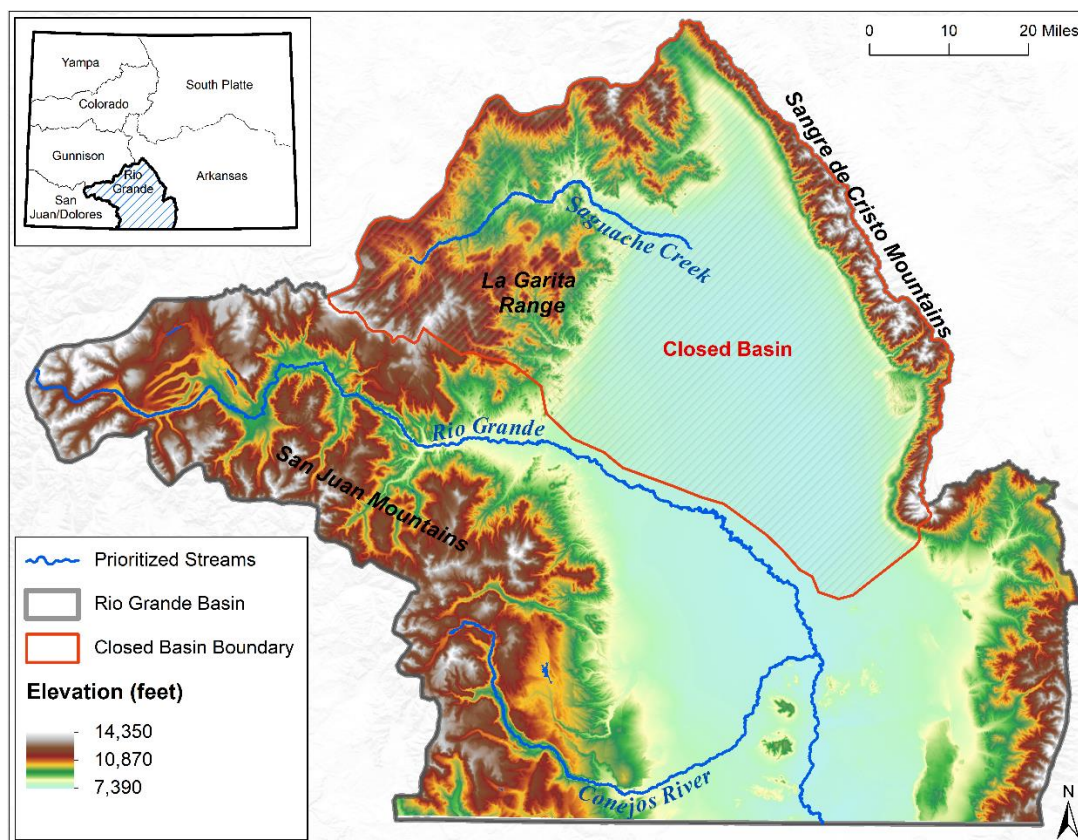 Yampa
South Platte
Colorado
Gunnison
Rio
Grande
Arkansas
San
Juan/Dolores
0 10 20 Miles
Sangre de Cristo Mountains
Saguache Creek
La Garita
Range
Closed Basin
Rio Grande
San Juan Mountains
Conejos River
Prioritized Streams
Rio Grande Basin
Closed Basin Boundary
Elevation (feet)
14,350
10,870
7,390
N